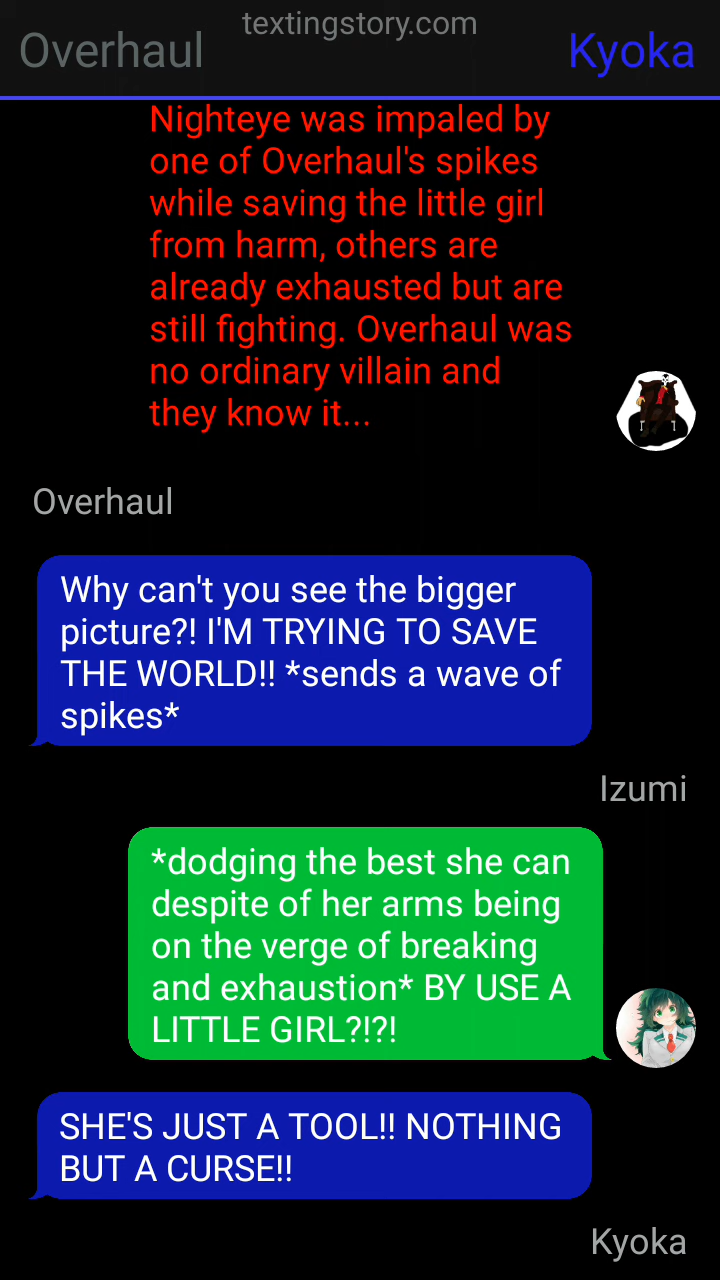 textingstory.com
Overhaul
Kyoka
Nighteye was impaled by
one of Overhaul's spikes
while saving the little girl
from harm, others are
already exhausted but are
still fighting. Overhaul was
no ordinary villain and
they know it...
Overhaul
Why can't you see the bigger
picture?! I'M TRYING TO SAVE
THE WORLD!! *sends a wave of
spikes*
Izumi
*dodging the best she can
despite of her arms being
on the verge of breaking
and exhaustion* BY USE A
LITTLE GIRL?!?!
SHE'S JUST A TOOL!! NOTHING
BUT A CURSE!!
Kyoka